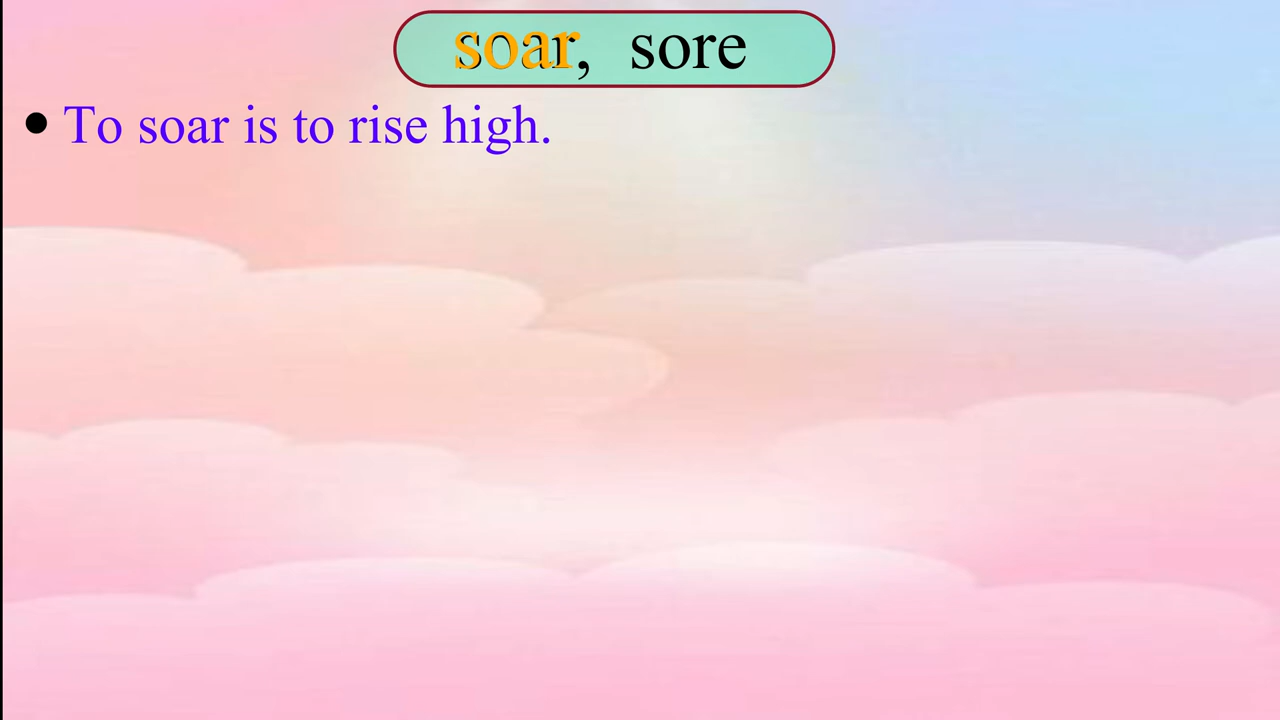 soar, sore
• To soar is to rise high.